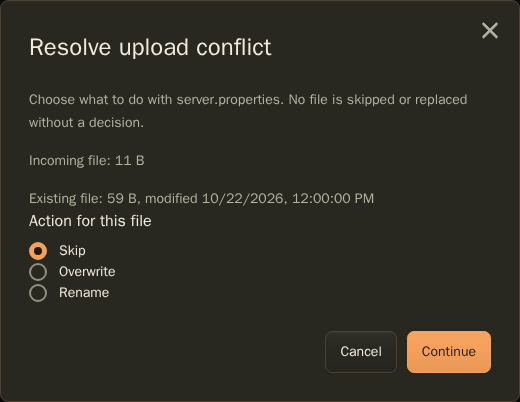 Resolve upload conflict
Choose what to do with server.properties. No file is skipped or replaced
without a decision.
Incoming file: 11 B
Existing file: 59 B, modified 10/22/2026, 12:00:00 PM
Action for this file
Skip
Overwrite
Rename
Cancel
Continue